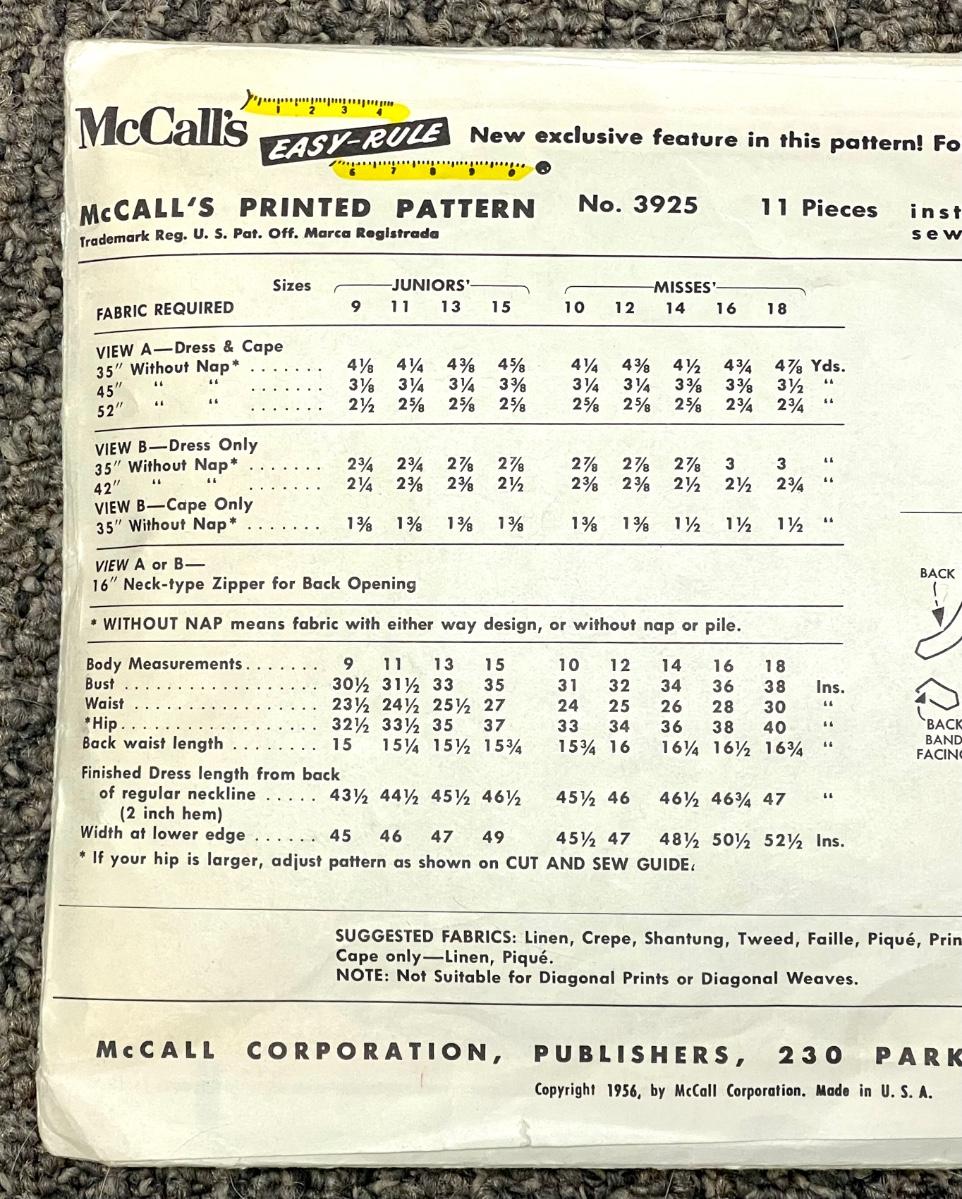 McCall's
1 2 3 4
EASY-RULE
6 7 8 9 0
New exclusive feature in this pattern! Fo
McCALL'S PRINTED PATTERN No. 3925 11 Pieces inst
Trademark Reg. U. S. Pat. Off. Marca Registrada sew
Sizes JUNIORS' MISSES'
FABRIC REQUIRED 9 11 13 15 10 12 14 16 18
VIEW A—Dress & Cape
35″ Without Nap* . . . . . . . 4⅛ 4¼ 4⅜ 4⅝ 4¼ 4⅜ 4½ 4¾ 4⅞ Yds.
45″ “ “ . . . . . . . 3⅛ 3¼ 3¼ 3⅜ 3¼ 3¼ 3⅜ 3⅜ 3½ “
52″ “ “ . . . . . . . 2½ 2⅝ 2⅝ 2⅝ 2⅝ 2⅝ 2⅝ 2¾ 2¾ “
VIEW B—Dress Only
35″ Without Nap* . . . . . . . 2¾ 2¾ 2⅞ 2⅞ 2⅞ 2⅞ 2⅞ 3 3 “
42″ “ “ . . . . . . . 2¼ 2⅜ 2⅜ 2½ 2⅜ 2⅜ 2½ 2½ 2¾ “
VIEW B—Cape Only
35″ Without Nap* . . . . . . . 1⅜ 1⅜ 1⅜ 1⅜ 1⅜ 1⅜ 1½ 1½ 1½ “
VIEW A or B—
16″ Neck-type Zipper for Back Opening
* WITHOUT NAP means fabric with either way design, or without nap or pile.
Body Measurements . . . . . . . 9 11 13 15 10 12 14 16 18
Bust . . . . . . . . . . . . . . . . . . 30½ 31½ 33 35 31 32 34 36 38 Ins.
Waist . . . . . . . . . . . . . . . . . 23½ 24½ 25½ 27 24 25 26 28 30 “
*Hip . . . . . . . . . . . . . . . . . . 32½ 33½ 35 37 33 34 36 38 40 “
Back waist length . . . . . . . . 15 15¼ 15½ 15¾ 15¾ 16 16¼ 16½ 16¾ “
Finished Dress length from back
of regular neckline . . . . . 43½ 44½ 45½ 46½ 45½ 46 46½ 46¾ 47 “
(2 inch hem)
Width at lower edge . . . . . . 45 46 47 49 45½ 47 48½ 50½ 52½ Ins.
* If your hip is larger, adjust pattern as shown on CUT AND SEW GUIDE.
BACK
BACK
BAND
FACING
SUGGESTED FABRICS: Linen, Crepe, Shantung, Tweed, Faille, Piqué, Prin
Cape only—Linen, Piqué.
NOTE: Not Suitable for Diagonal Prints or Diagonal Weaves.
McCALL CORPORATION, PUBLISHERS, 230 PARK
Copyright 1956, by McCall Corporation. Made in U. S. A.